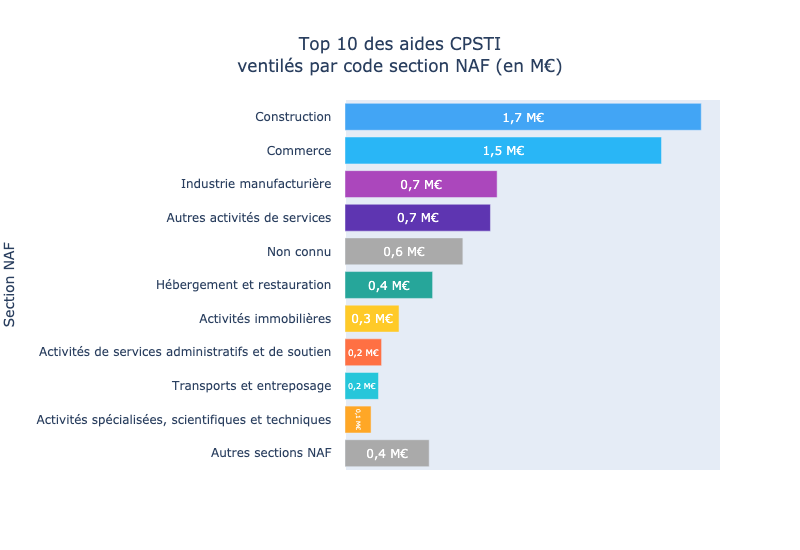 Top 10 des aides CPSTI
ventilés par code section NAF (en M€)
Section NAF
Construction 1,7 M€
Commerce 1,5 M€
Industrie manufacturière 0,7 M€
Autres activités de services 0,7 M€
Non connu 0,6 M€
Hébergement et restauration 0,4 M€
Activités immobilières 0,3 M€
Activités de services administratifs et de soutien 0,2 M€
Transports et entreposage 0,2 M€
Activités spécialisées, scientifiques et techniques 0,1 M€
Autres sections NAF 0,4 M€